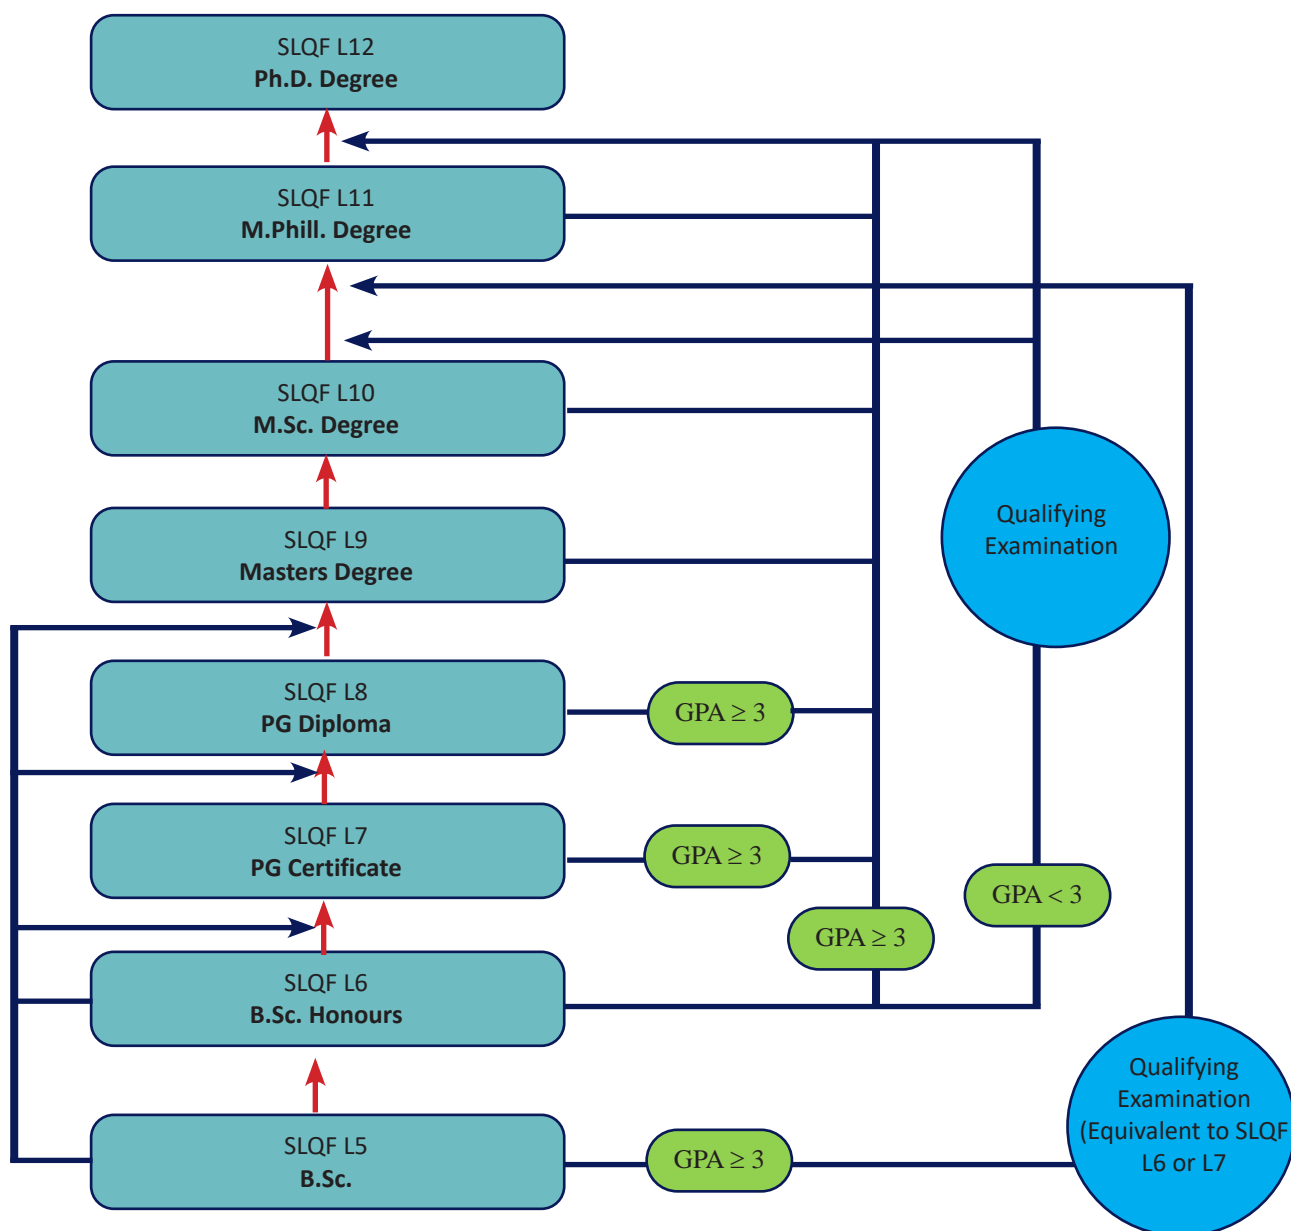 SLQF L12
Ph.D. Degree
SLQF L11
M.Phill. Degree
SLQF L10
M.Sc. Degree
Qualifying
Examination
SLQF L9
Masters Degree
SLQF L8
PG Diploma
GPA ≥ 3
SLQF L7
PG Certificate
GPA ≥ 3
GPA < 3
GPA ≥ 3
SLQF L6
B.Sc. Honours
Qualifying
Examination
(Equivalent to SLQF
L6 or L7
SLQF L5
B.Sc.
GPA ≥ 3